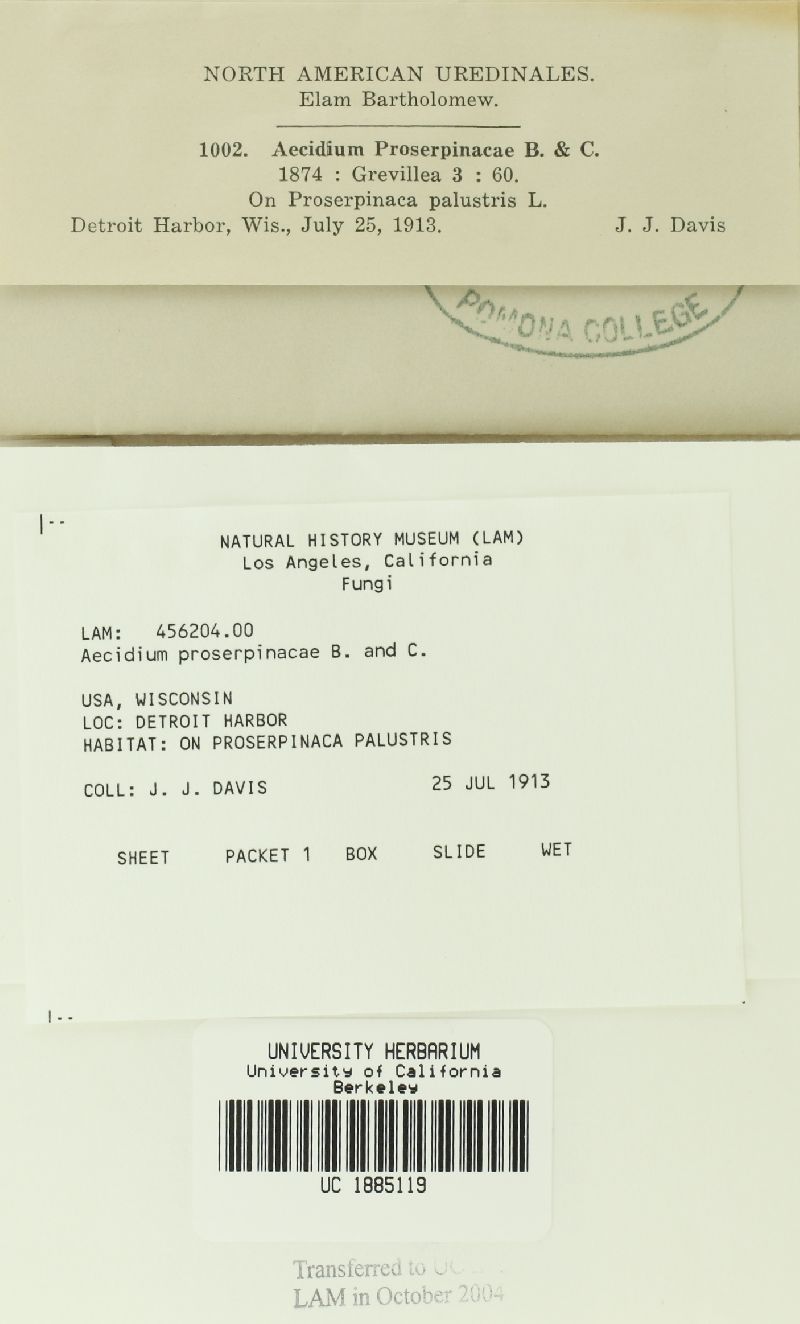 NORTH AMERICAN UREDINALES.
Elam Bartholomew.
1002. Aecidium Proserpinacae B. & C.
1874 : Grevillea 3 : 60.
On Proserpinaca palustris L.
Detroit Harbor, Wis., July 25, 1913. J. J. Davis
POMONA COLLEGE
NATURAL HISTORY MUSEUM (LAM)
Los Angeles, California
Fungi
LAM: 456204.00
Aecidium proserpinacae B. and C.
USA, WISCONSIN
LOC: DETROIT HARBOR
HABITAT: ON PROSERPINACA PALUSTRIS
COLL: J. J. DAVIS 25 JUL 1913
SHEET PACKET 1 BOX SLIDE WET
UNIVERSITY HERBARIUM
University of California
Berkeley
UC 1885119
Transferred to
LAM in October 2004